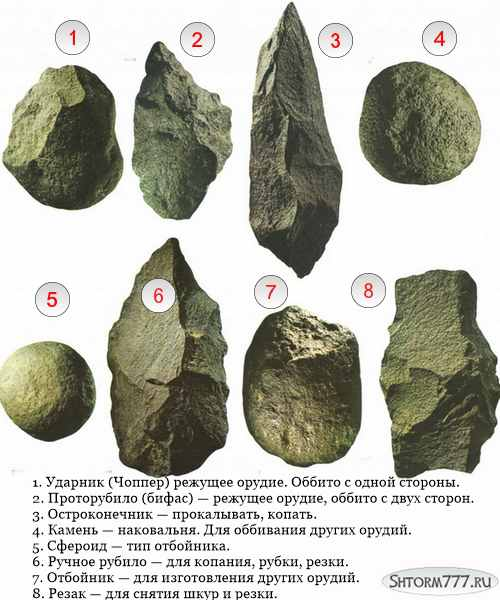 1
2
3
4
5
6
7
8
1. Ударник (Чоппер) режущее орудие. Оббито с одной стороны.
2. Проторубило (бифас) — режущее орудие, оббито с двух сторон.
3. Остроконечник — прокалывать, копать.
4. Камень — наковальня. Для оббивания других орудий.
5. Сфероид — тип отбойника.
6. Ручное рубило — для копания, рубки, резки.
7. Отбойник — для изготовления других орудий.
8. Резак — для снятия шкур и резки.
Shtorm777.ru